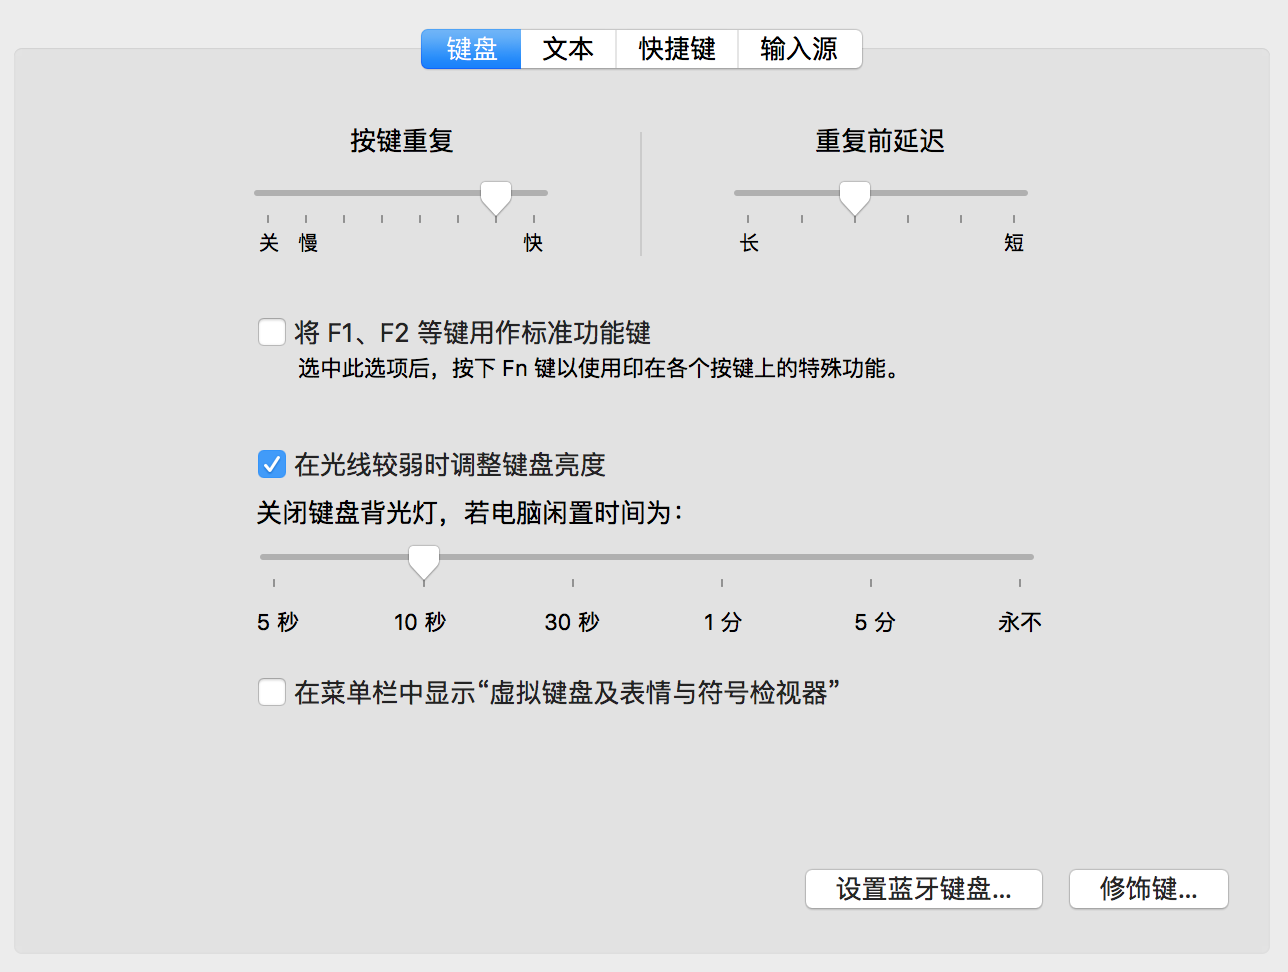 键盘 文本 快捷键 输入源
按键重复 重复前延迟
关 慢 快 长 短
将 F1、F2 等键用作标准功能键
选中此选项后，按下 Fn 键以使用印在各个按键上的特殊功能。
在光线较弱时调整键盘亮度
关闭键盘背光灯，若电脑闲置时间为：
5 秒 10 秒 30 秒 1 分 5 分 永不
在菜单栏中显示“虚拟键盘及表情与符号检视器”
设置蓝牙键盘... 修饰键...